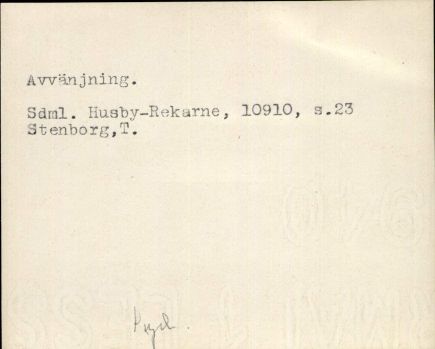 Avvänjning.
Sdml. Husby-Rekarne, 10910, s.23
Stenborg,T.